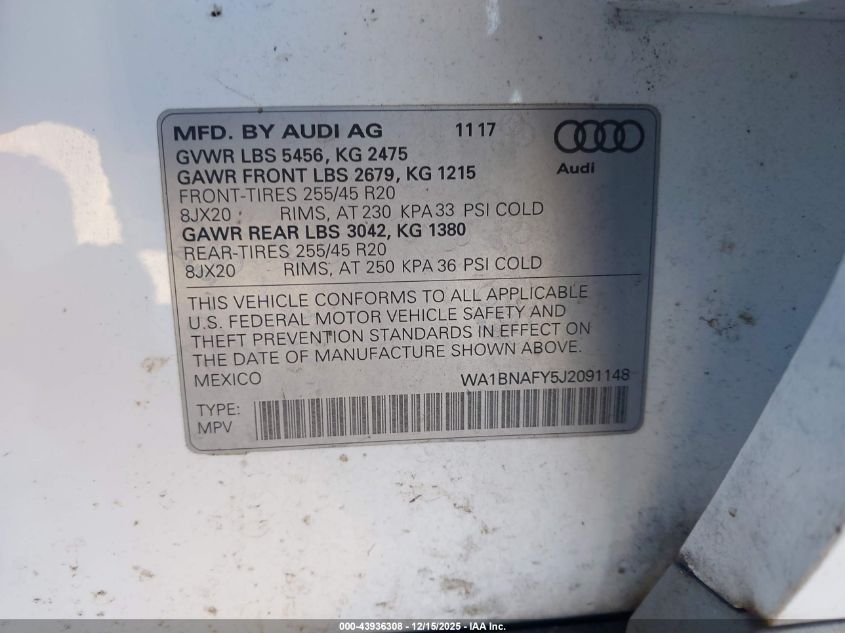 MFD. BY AUDI AG 11 17
GVWR LBS 5456, KG 2475
GAWR FRONT LBS 2679, KG 1215
FRONT-TIRES 255/45 R20
8JX20 RIMS, AT 230 KPA 33 PSI COLD
GAWR REAR LBS 3042, KG 1380
REAR-TIRES 255/45 R20
8JX20 RIMS, AT 250 KPA 36 PSI COLD
Audi
THIS VEHICLE CONFORMS TO ALL APPLICABLE
U.S. FEDERAL MOTOR VEHICLE SAFETY AND
THEFT PREVENTION STANDARDS IN EFFECT ON
THE DATE OF MANUFACTURE SHOWN ABOVE.
MEXICO WA1BNAFY5J2091148
TYPE:
MPV
000-43936308 - 12/15/2025 - IAA Inc.